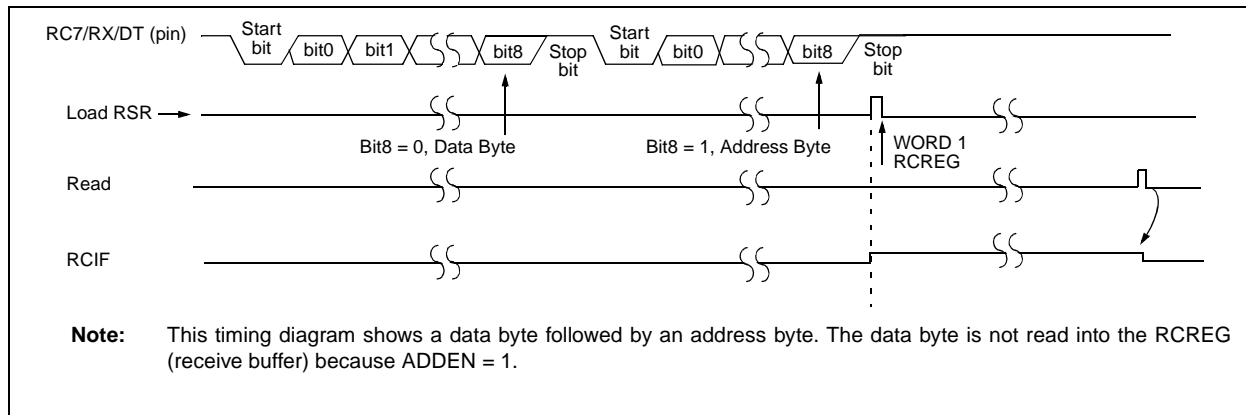 RC7/RX/DT (pin)
Start
bit
bit0
bit1
bit8
Stop
bit
Start
bit
bit0
bit8
Stop
bit
Load RSR
Bit8 = 0, Data Byte
Bit8 = 1, Address Byte
WORD 1
RCREG
Read
RCIF
Note: This timing diagram shows a data byte followed by an address byte. The data byte is not read into the RCREG
(receive buffer) because ADDEN = 1.